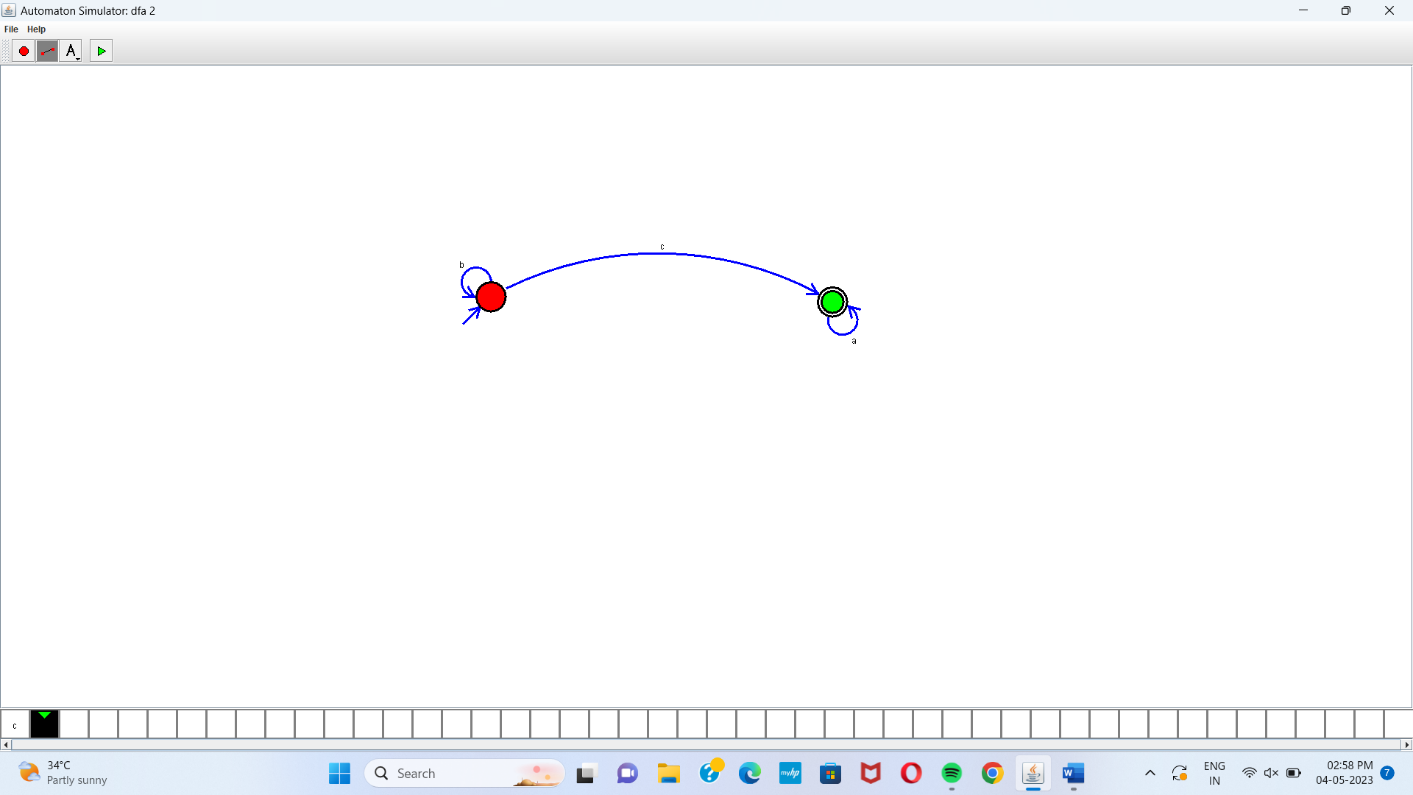 Automaton Simulator: dfa 2
File Help
A
c
b
a
c
34°C
Partly sunny
Search
myhp
W
ENG
IN
02:58 PM
04-05-2023
7